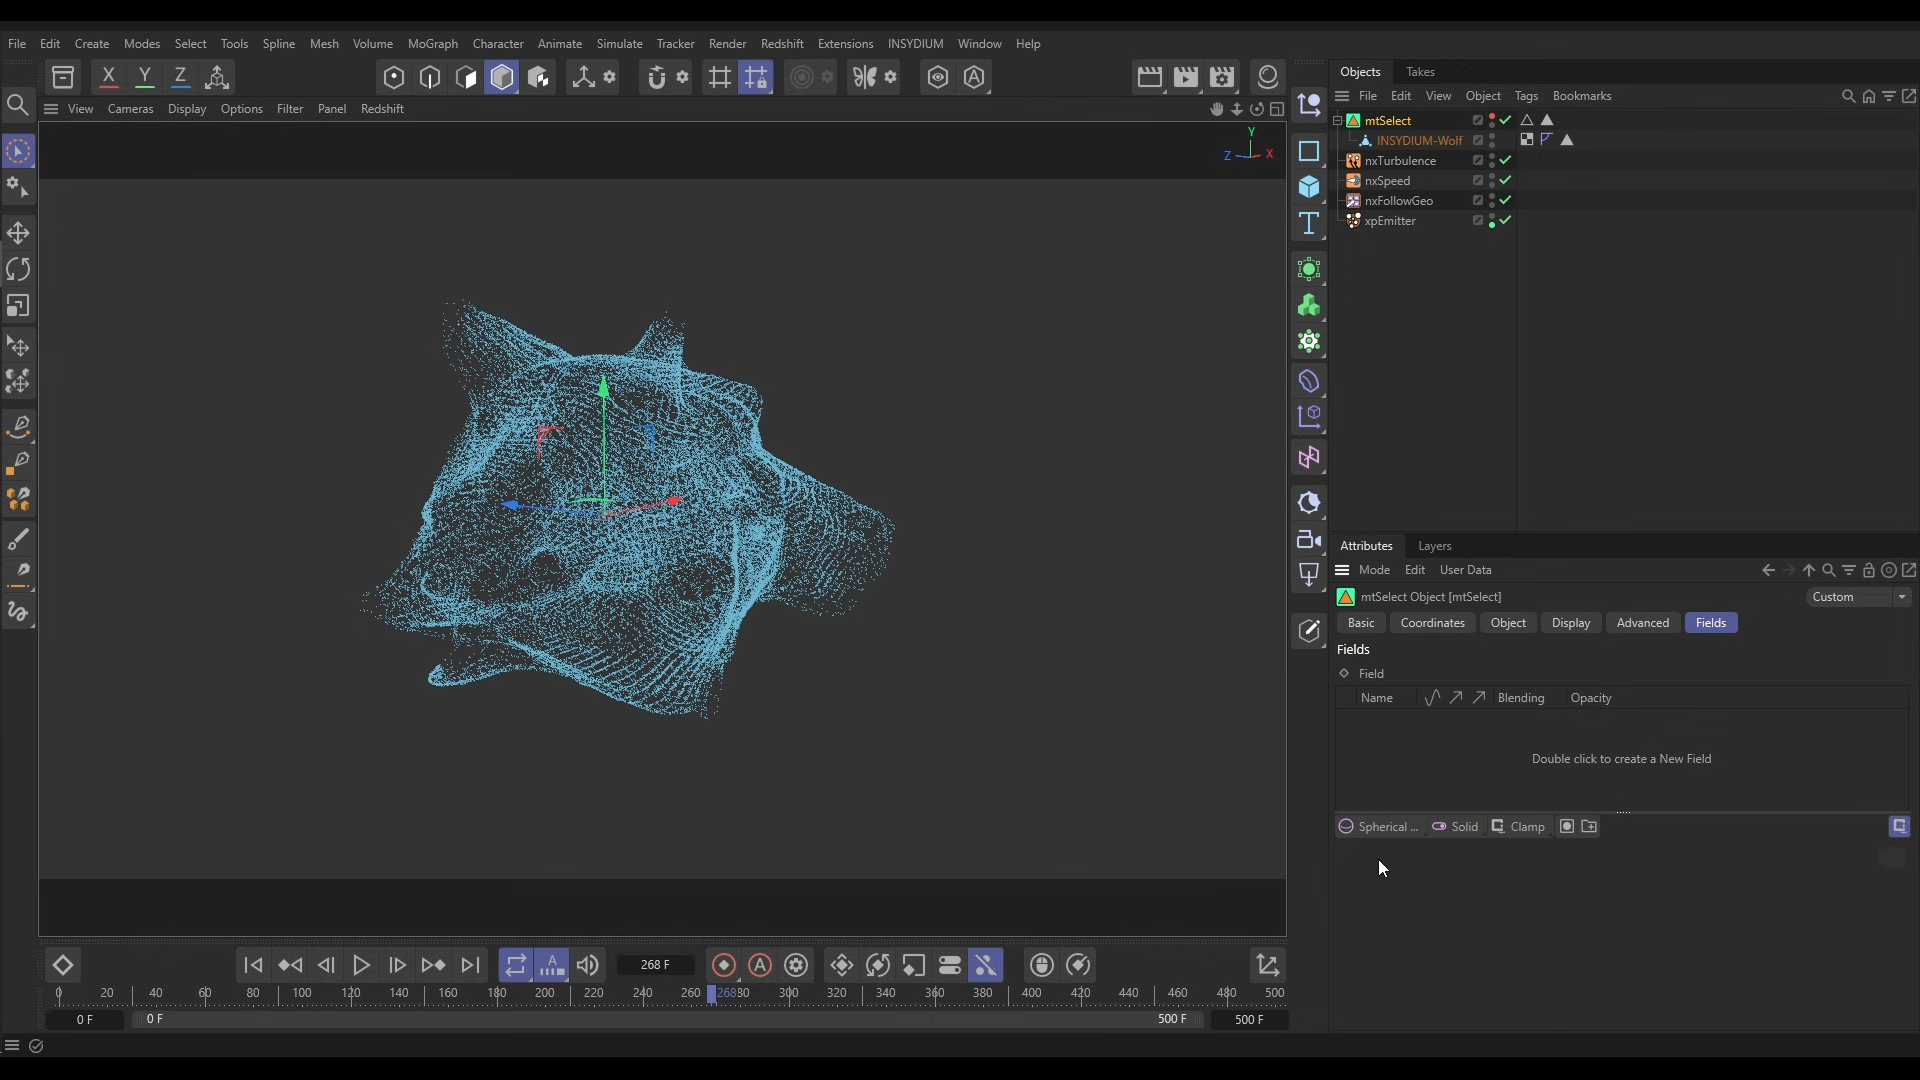 File Edit Create Modes Select Tools Spline Mesh Volume MoGraph Character Animate Simulate Tracker Render Redshift Extensions INSYDIUM Window Help
X Y Z
View Cameras Display Options Filter Panel Redshift
Y
Z X
Objects Takes
File Edit View Object Tags Bookmarks
mtSelect
INSYDIUM-Wolf
nxTurbulence
nxSpeed
nxFollowGeo
xpEmitter
Attributes Layers
Mode Edit User Data
mtSelect Object [mtSelect] Custom
Basic Coordinates Object Display Advanced Fields
Fields
Field
Name Blending Opacity
Double click to create a New Field
Spherical ... Solid Clamp
268 F
0 20 40 60 80 100 120 140 160 180 200 220 240 260 26880 300 320 340 360 380 400 420 440 460 480 500
0 F 0 F 500 F 500 F